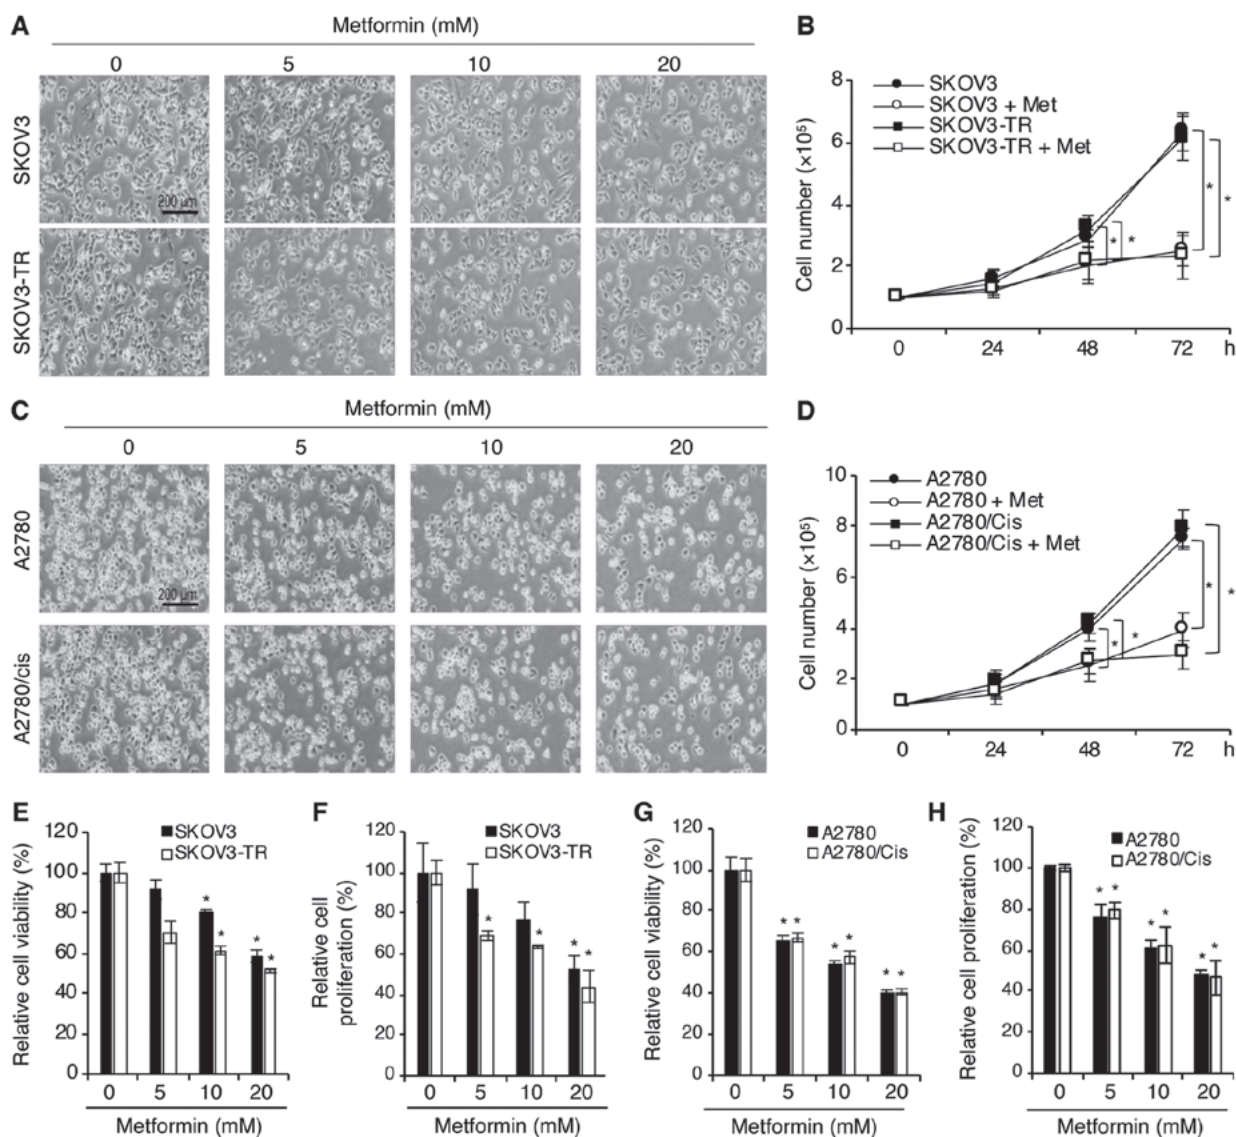 A
Metformin (mM)
0 5 10 20
SKOV3
200 µm
SKOV3-TR
B
SKOV3
SKOV3 + Met
SKOV3-TR
SKOV3-TR + Met
Cell number (×10⁵)
8
6
4
2
0
* * * *
0 24 48 72 h
C
Metformin (mM)
0 5 10 20
A2780
200 µm
A2780/cis
D
A2780
A2780 + Met
A2780/Cis
A2780/Cis + Met
Cell number (×10⁵)
10
8
6
4
2
0
* * * *
0 24 48 72 h
E
SKOV3
SKOV3-TR
Relative cell viability (%)
120
100
80
60
40
20
0
* * * *
0 5 10 20
Metformin (mM)
F
SKOV3
SKOV3-TR
Relative cell
proliferation (%)
120
100
80
60
40
20
0
* * * *
0 5 10 20
Metformin (mM)
G
A2780
A2780/Cis
Relative cell viability (%)
120
100
80
60
40
20
0
* * * * * *
0 5 10 20
Metformin (mM)
H
A2780
A2780/Cis
Relative cell proliferation (%)
120
100
80
60
40
20
0
* * * * * *
0 5 10 20
Metformin (mM)